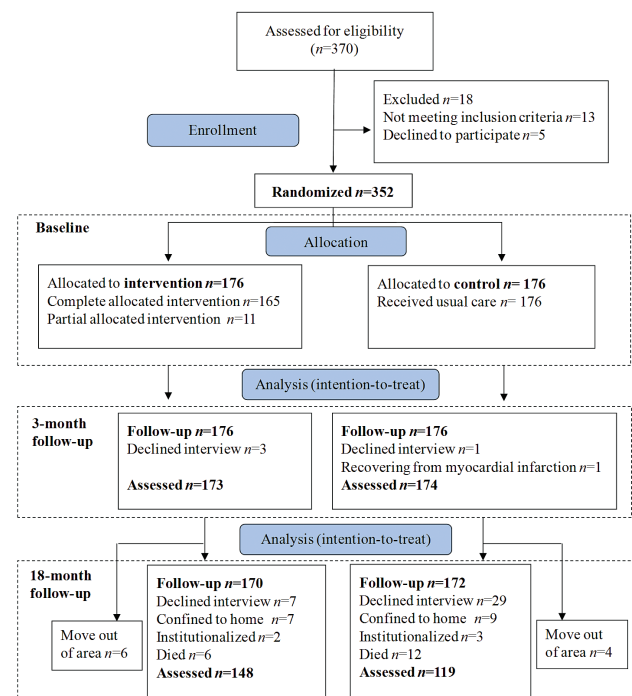 Assessed for eligibility
(n=370)
Excluded n=18
Not meeting inclusion criteria n=13
Declined to participate n=5
Enrollment
Randomized n=352
Baseline
Allocation
Allocated to intervention n=176
Complete allocated intervention n=165
Partial allocated intervention n=11
Allocated to control n= 176
Received usual care n= 176
Analysis (intention-to-treat)
3-month
follow-up
Follow-up n=176
Declined interview n=3
Assessed n=173
Follow-up n=176
Declined interview n=1
Recovering from myocardial infarction n=1
Assessed n=174
Analysis (intention-to-treat)
18-month
follow-up
Move out
of area n=6
Follow-up n=170
Declined interview n=7
Confined to home n=7
Institutionalized n=2
Died n=6
Assessed n=148
Follow-up n=172
Declined interview n=29
Confined to home n=9
Institutionalized n=3
Died n=12
Assessed n=119
Move out
of area n=4